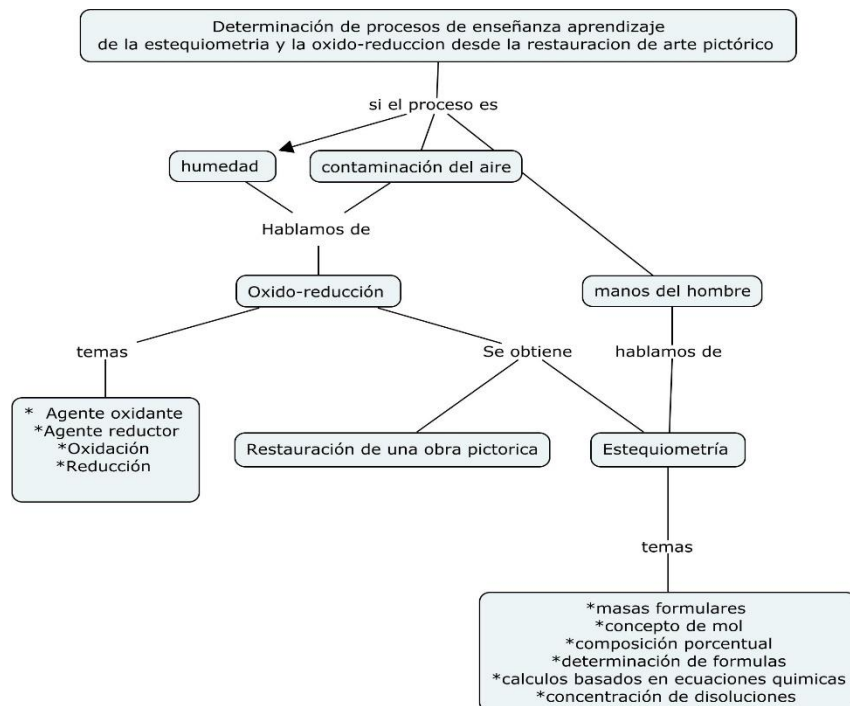 Determinación de procesos de enseñanza aprendizaje
de la estequiometria y la oxido-reduccion desde la restauracion de arte pictórico
si el proceso es
humedad
contaminación del aire
Hablamos de
Oxido-reducción
manos del hombre
temas
Se obtiene
hablamos de
* Agente oxidante
*Agente reductor
*Oxidación
*Reducción
Restauración de una obra pictorica
Estequiometría
temas
*masas formulares
*concepto de mol
*composición porcentual
*determinación de formulas
*calculos basados en ecuaciones quimicas
*concentración de disoluciones